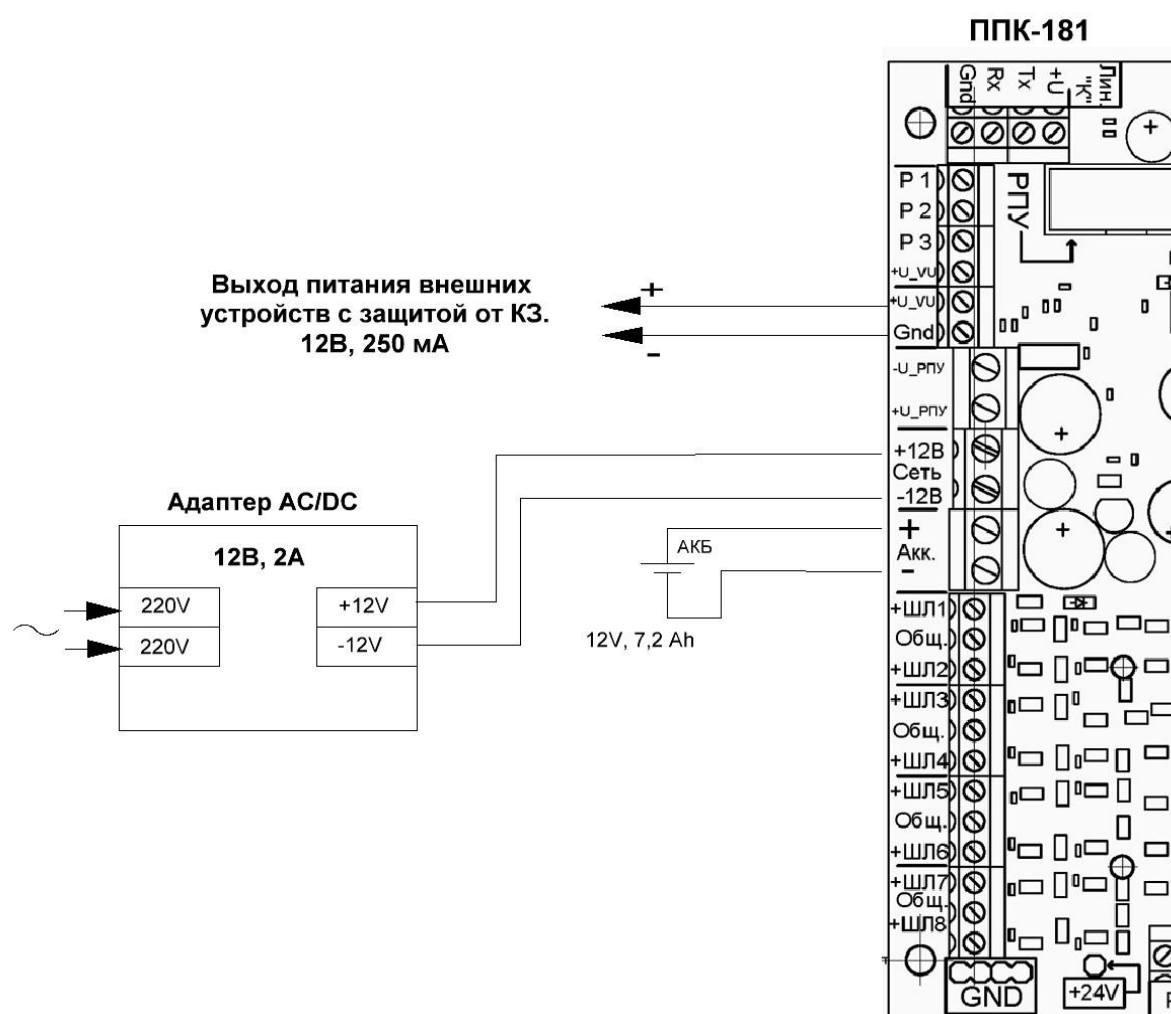 ППК-181
Gnd
Rx
Tx
+U
"К"
Лин.
P 1
P 2
P 3
+U_VU
+U_VU
Gnd
-U_РПУ
+U_РПУ
+12В
Сеть
-12В
+
Акк.
-
+ШЛ1
Общ.
+ШЛ2
+ШЛ3
Общ.
+ШЛ4
+ШЛ5
Общ.
+ШЛ6
+ШЛ7
Общ.
+ШЛ8
РПУ
GND
+24V
Выход питания внешних
устройств с защитой от КЗ.
12В, 250 мА
+
-
Адаптер AC/DC
12В, 2А
220V
+12V
220V
-12V
АКБ
12V, 7,2 Ah